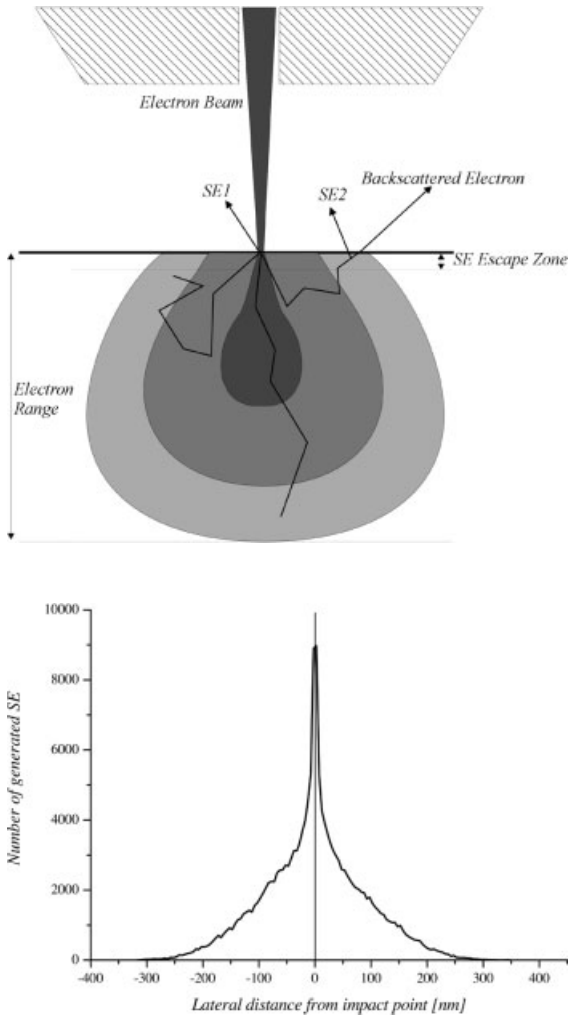 Electron Beam
SE1
SE2
Backscattered Electron
SE Escape Zone
Electron
Range
10000
8000
6000
4000
2000
0
Number of generated SE
-400 -300 -200 -100 0 100 200 300 400
Lateral distance from impact point [nm]